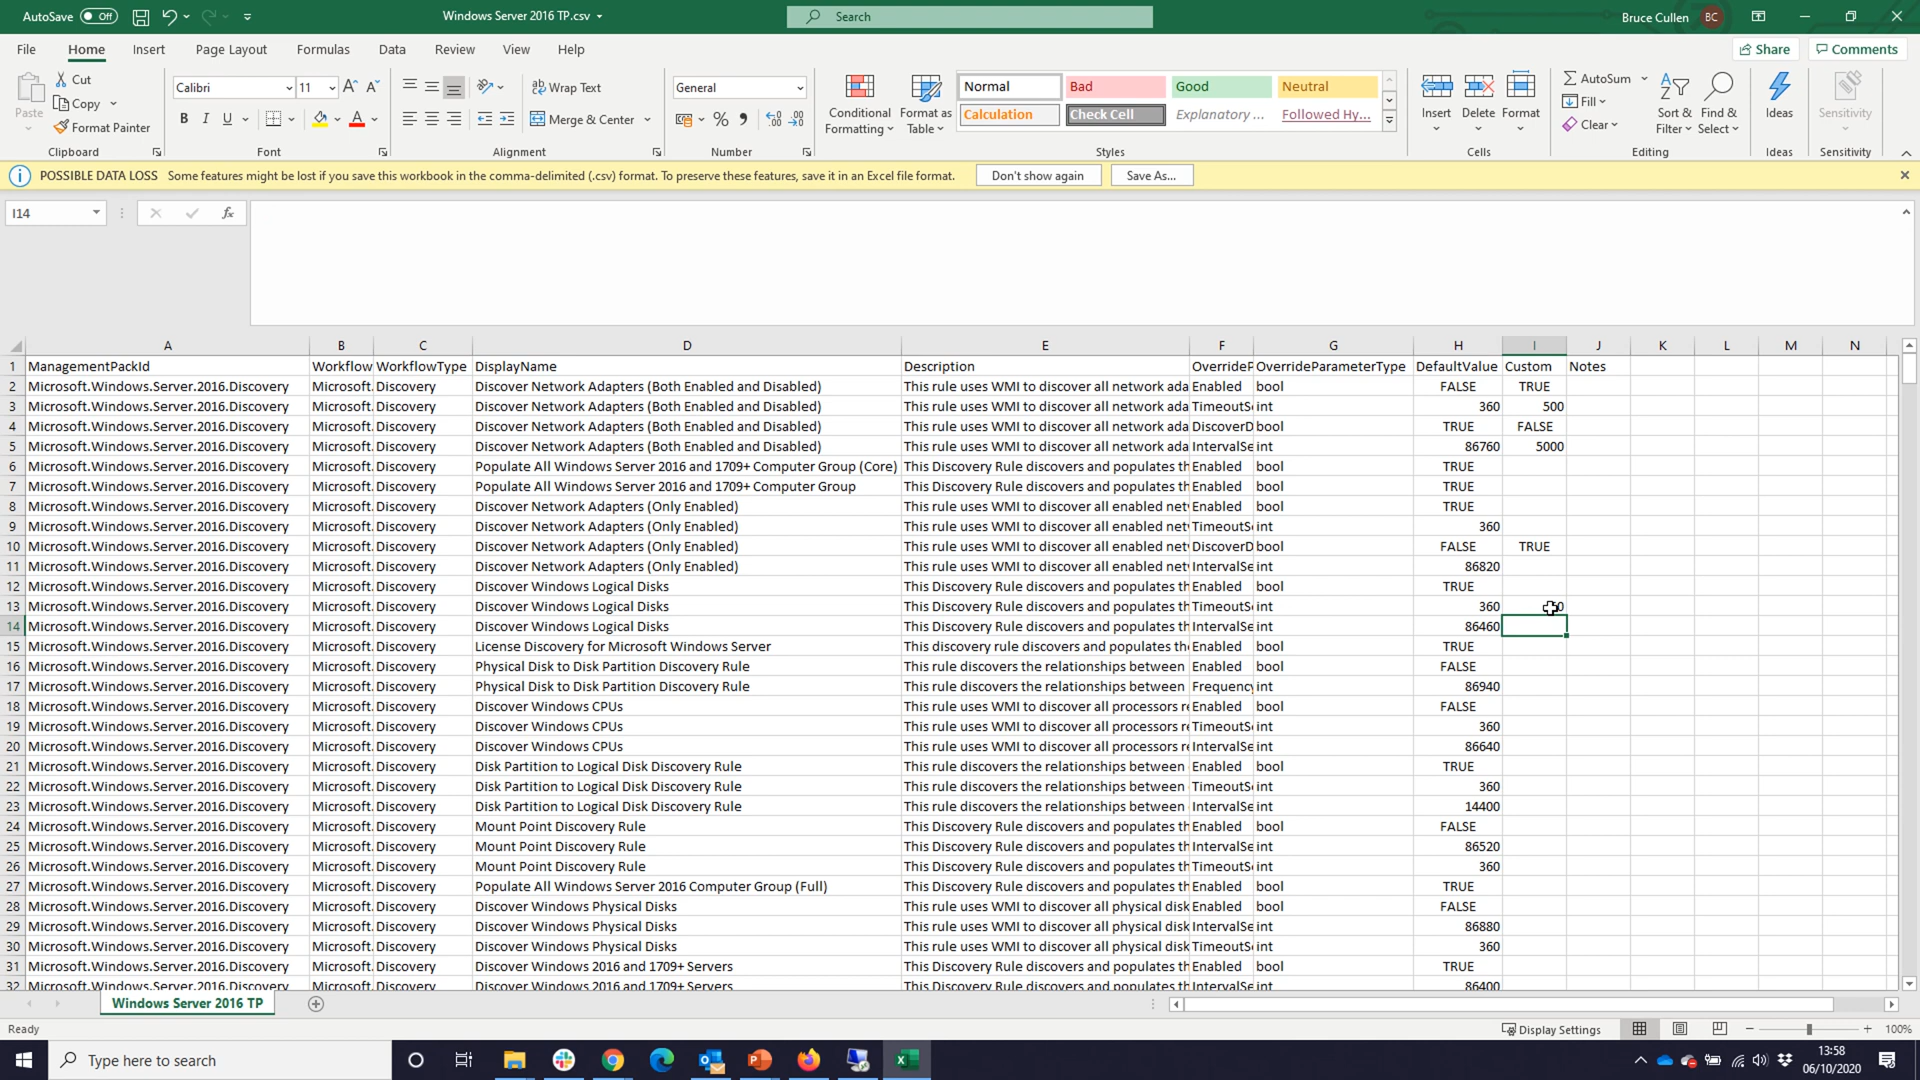 AutoSave Off Windows Server 2016 TP.csv Search Bruce Cullen BC
File Home Insert Page Layout Formulas Data Review View Help Share Comments
Paste Cut Copy Format Painter Clipboard
Calibri 11 B I U Font
Wrap Text Merge & Center Alignment
General % Number
Conditional Formatting Format as Table Normal Bad Good Neutral
Calculation Check Cell Explanatory ... Followed Hy... Styles
Insert Delete Format Cells
AutoSum Fill Clear Sort & Filter Find & Select Editing
Ideas Ideas Sensitivity Sensitivity
POSSIBLE DATA LOSS Some features might be lost if you save this workbook in the comma-delimited (.csv) format. To preserve these features, save it in an Excel file format. Don't show again Save As...
I14 fx
A B C D E F G H I J K L M N
1 ManagementPackId Workflow WorkflowType DisplayName Description OverrideP OverrideParameterType DefaultValue Custom Notes
2 Microsoft.Windows.Server.2016.Discovery Microsoft. Discovery Discover Network Adapters (Both Enabled and Disabled) This rule uses WMI to discover all network ada Enabled bool FALSE TRUE
3 Microsoft.Windows.Server.2016.Discovery Microsoft. Discovery Discover Network Adapters (Both Enabled and Disabled) This rule uses WMI to discover all network ada TimeoutS int 360 500
4 Microsoft.Windows.Server.2016.Discovery Microsoft. Discovery Discover Network Adapters (Both Enabled and Disabled) This rule uses WMI to discover all network ada DiscoverD bool TRUE FALSE
5 Microsoft.Windows.Server.2016.Discovery Microsoft. Discovery Discover Network Adapters (Both Enabled and Disabled) This rule uses WMI to discover all network ada IntervalSe int 86760 5000
6 Microsoft.Windows.Server.2016.Discovery Microsoft. Discovery Populate All Windows Server 2016 and 1709+ Computer Group (Core) This Discovery Rule discovers and populates th Enabled bool TRUE
7 Microsoft.Windows.Server.2016.Discovery Microsoft. Discovery Populate All Windows Server 2016 and 1709+ Computer Group This Discovery Rule discovers and populates th Enabled bool TRUE
8 Microsoft.Windows.Server.2016.Discovery Microsoft. Discovery Discover Network Adapters (Only Enabled) This rule uses WMI to discover all enabled net Enabled bool TRUE
9 Microsoft.Windows.Server.2016.Discovery Microsoft. Discovery Discover Network Adapters (Only Enabled) This rule uses WMI to discover all enabled net TimeoutS int 360
10 Microsoft.Windows.Server.2016.Discovery Microsoft. Discovery Discover Network Adapters (Only Enabled) This rule uses WMI to discover all enabled net DiscoverD bool FALSE TRUE
11 Microsoft.Windows.Server.2016.Discovery Microsoft. Discovery Discover Network Adapters (Only Enabled) This rule uses WMI to discover all enabled net IntervalSe int 86820
12 Microsoft.Windows.Server.2016.Discovery Microsoft. Discovery Discover Windows Logical Disks This Discovery Rule discovers and populates th Enabled bool TRUE
13 Microsoft.Windows.Server.2016.Discovery Microsoft. Discovery Discover Windows Logical Disks This Discovery Rule discovers and populates th TimeoutS int 360
14 Microsoft.Windows.Server.2016.Discovery Microsoft. Discovery Discover Windows Logical Disks This Discovery Rule discovers and populates th IntervalSe int 86460
15 Microsoft.Windows.Server.2016.Discovery Microsoft. Discovery License Discovery for Microsoft Windows Server This discovery rule discovers and populates the Enabled bool TRUE
16 Microsoft.Windows.Server.2016.Discovery Microsoft. Discovery Physical Disk to Disk Partition Discovery Rule This rule discovers the relationships between Enabled bool FALSE
17 Microsoft.Windows.Server.2016.Discovery Microsoft. Discovery Physical Disk to Disk Partition Discovery Rule This rule discovers the relationships between Frequency int 86940
18 Microsoft.Windows.Server.2016.Discovery Microsoft. Discovery Discover Windows CPUs This rule uses WMI to discover all processors re Enabled bool FALSE
19 Microsoft.Windows.Server.2016.Discovery Microsoft. Discovery Discover Windows CPUs This rule uses WMI to discover all processors re TimeoutS int 360
20 Microsoft.Windows.Server.2016.Discovery Microsoft. Discovery Discover Windows CPUs This rule uses WMI to discover all processors re IntervalSe int 86640
21 Microsoft.Windows.Server.2016.Discovery Microsoft. Discovery Disk Partition to Logical Disk Discovery Rule This rule discovers the relationships between Enabled bool TRUE
22 Microsoft.Windows.Server.2016.Discovery Microsoft. Discovery Disk Partition to Logical Disk Discovery Rule This rule discovers the relationships between TimeoutS int 360
23 Microsoft.Windows.Server.2016.Discovery Microsoft. Discovery Disk Partition to Logical Disk Discovery Rule This rule discovers the relationships between IntervalSe int 14400
24 Microsoft.Windows.Server.2016.Discovery Microsoft. Discovery Mount Point Discovery Rule This Discovery Rule discovers and populates th Enabled bool FALSE
25 Microsoft.Windows.Server.2016.Discovery Microsoft. Discovery Mount Point Discovery Rule This Discovery Rule discovers and populates th IntervalSe int 86520
26 Microsoft.Windows.Server.2016.Discovery Microsoft. Discovery Mount Point Discovery Rule This Discovery Rule discovers and populates th TimeoutS int 360
27 Microsoft.Windows.Server.2016.Discovery Microsoft. Discovery Populate All Windows Server 2016 Computer Group (Full) This Discovery Rule discovers and populates th Enabled bool TRUE
28 Microsoft.Windows.Server.2016.Discovery Microsoft. Discovery Discover Windows Physical Disks This rule uses WMI to discover all physical disk Enabled bool FALSE
29 Microsoft.Windows.Server.2016.Discovery Microsoft. Discovery Discover Windows Physical Disks This rule uses WMI to discover all physical disk IntervalSe int 86880
30 Microsoft.Windows.Server.2016.Discovery Microsoft. Discovery Discover Windows Physical Disks This rule uses WMI to discover all physical disk TimeoutS int 360
31 Microsoft.Windows.Server.2016.Discovery Microsoft. Discovery Discover Windows 2016 and 1709+ Servers This Discovery Rule discovers and populates th Enabled bool TRUE
32 Microsoft.Windows.Server.2016.Discovery Microsoft. Discovery Discover Windows 2016 and 1709+ Servers This Discovery Rule discovers and populates th IntervalSe int 86400
Windows Server 2016 TP
Ready Display Settings 100%
Type here to search 13:58
06/10/2020